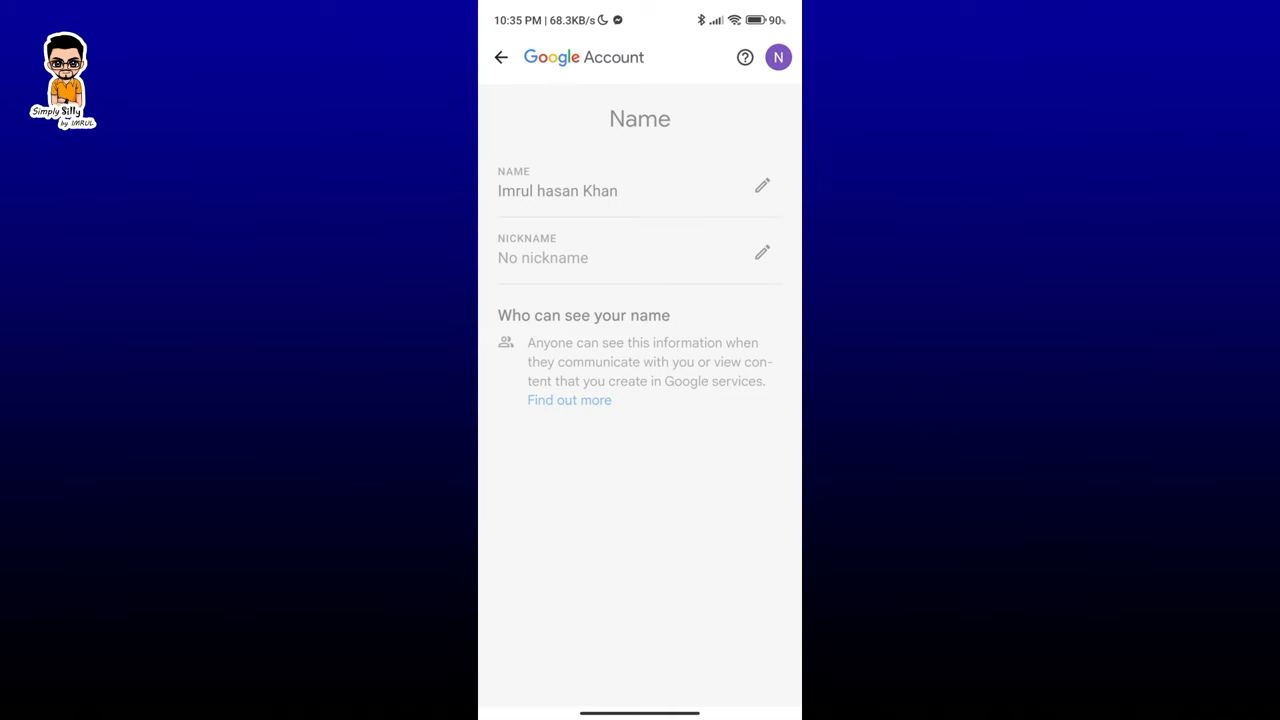 10:35 PM | 68.3KB/s
90%
Google Account
N
Simply Silly
by IMRUL
Name
NAME
Imrul hasan Khan
NICKNAME
No nickname
Who can see your name
Anyone can see this information when
they communicate with you or view con-
tent that you create in Google services.
Find out more